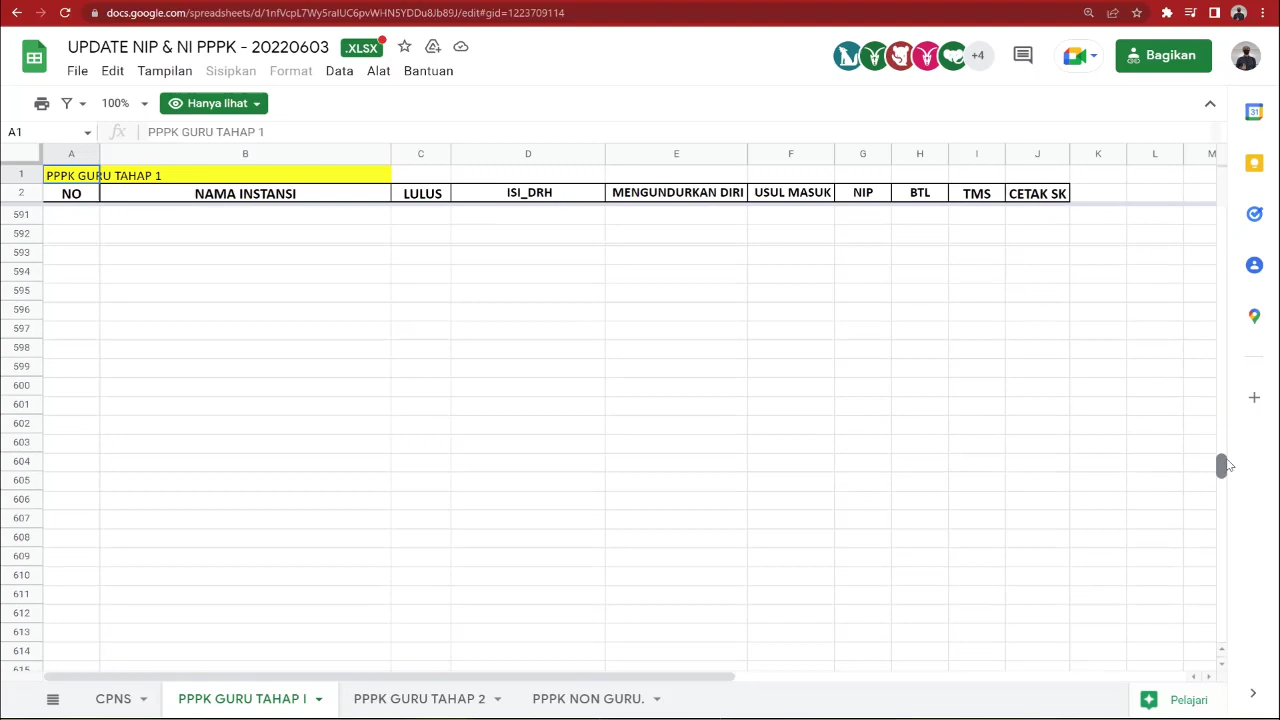 docs.google.com/spreadsheets/d/1nfVcpL7Wy5raIUC6pvWHN5YDDu8Jb89J/edit#gid=1223709114
UPDATE NIP & NI PPPK - 20220603 .XLSX
+4
Bagikan
File Edit Tampilan Sisipkan Format Data Alat Bantuan
100% Hanya lihat
A1 fx PPPK GURU TAHAP 1
31
A B C D E F G H I J K L M
1 PPPK GURU TAHAP 1
2 NO NAMA INSTANSI LULUS ISI_DRH MENGUNDURKAN DIRI USUL MASUK NIP BTL TMS CETAK SK
591
592
593
594
595
596
597
598
599
600
601
602
603
604
605
606
607
608
609
610
611
612
613
614
615
CPNS PPPK GURU TAHAP I PPPK GURU TAHAP 2 PPPK NON GURU. Pelajari